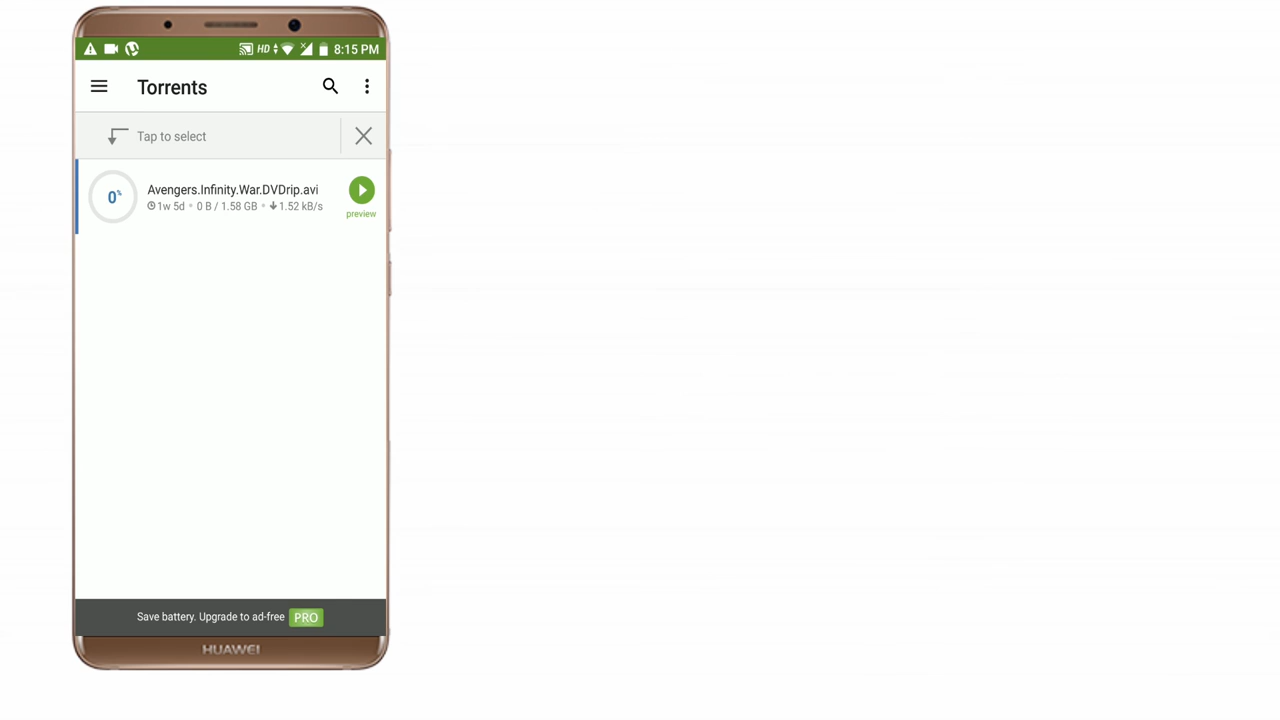 HD 8:15 PM
Torrents
Tap to select
0%
Avengers.Infinity.War.DVDrip.avi
1w 5d • 0 B / 1.58 GB • 1.52 kB/s
preview
Save battery. Upgrade to ad-free PRO
HUAWEI